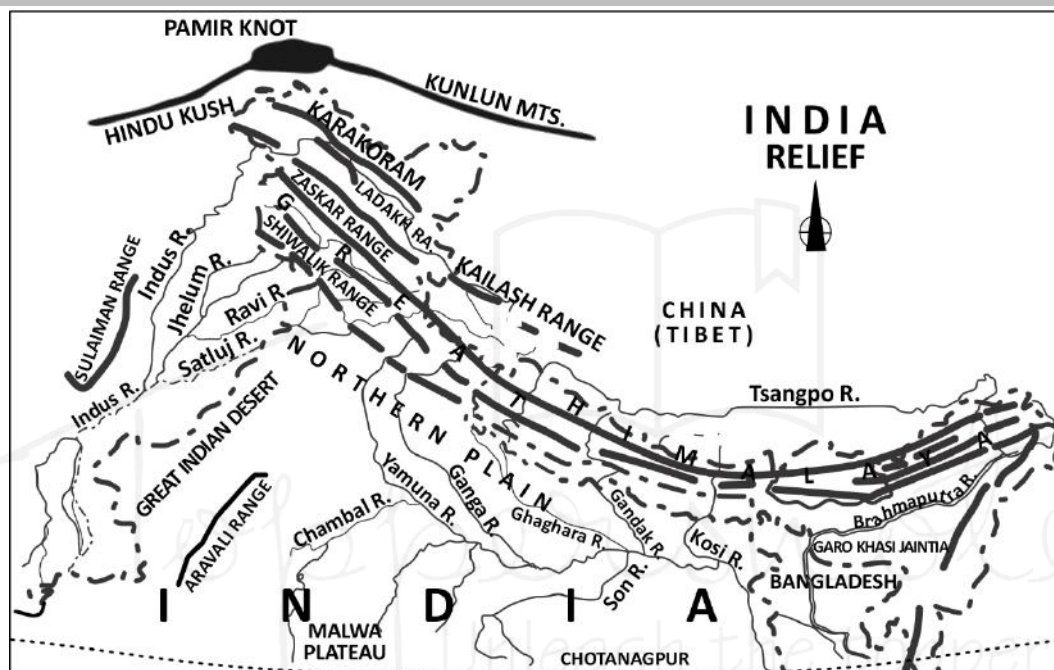 PAMIR KNOT
HINDU KUSH
KUNLUN MTS.
KARAKORAM
INDIA
RELIEF
LADAKH RA.
ZASKAR RANGE
GREAT HIMALAYA
SHIWALIK RANGE
KAILASH RANGE
SULAIMAN RANGE
Indus R.
Jhelum R.
Ravi R.
Satluj R.
Indus R.
CHINA
(TIBET)
Tsangpo R.
NORTHERN PLAIN
GREAT INDIAN DESERT
ARAVALI RANGE
Chambal R.
Yamuna R.
Ganga R.
Ghaghara R.
Gandak R.
Kosi R.
Son R.
Brahmaputra R.
GARO KHASI JAINTIA
BANGLADESH
INDIA
MALWA
PLATEAU
CHOTANAGPUR